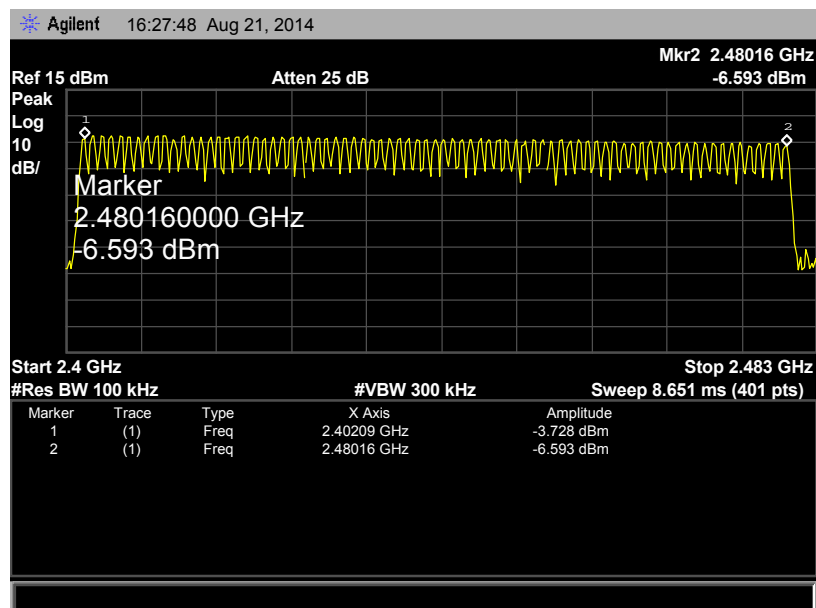 Agilent 16:27:48 Aug 21, 2014
Mkr2 2.48016 GHz
Ref 15 dBm Atten 25 dB -6.593 dBm
Peak
Log
10
dB/
1
2
Marker
2.480160000 GHz
-6.593 dBm
Start 2.4 GHz Stop 2.483 GHz
#Res BW 100 kHz #VBW 300 kHz Sweep 8.651 ms (401 pts)
Marker Trace Type X Axis Amplitude
1 (1) Freq 2.40209 GHz -3.728 dBm
2 (1) Freq 2.48016 GHz -6.593 dBm